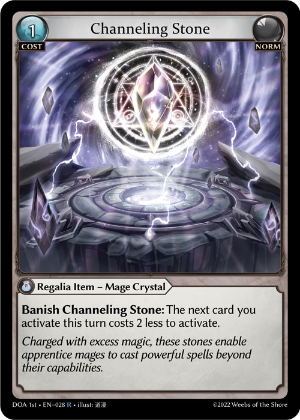 Channeling Stone
1
COST
NORM
Regalia Item – Mage Crystal
Banish Channeling Stone: The next card you
activate this turn costs 2 less to activate.
Charged with excess magic, these stones enable
apprentice mages to cast powerful spells beyond
their capabilities.
DOA 1st • EN-028 R • illust: 道漫
©2022 Weebs of the Shore